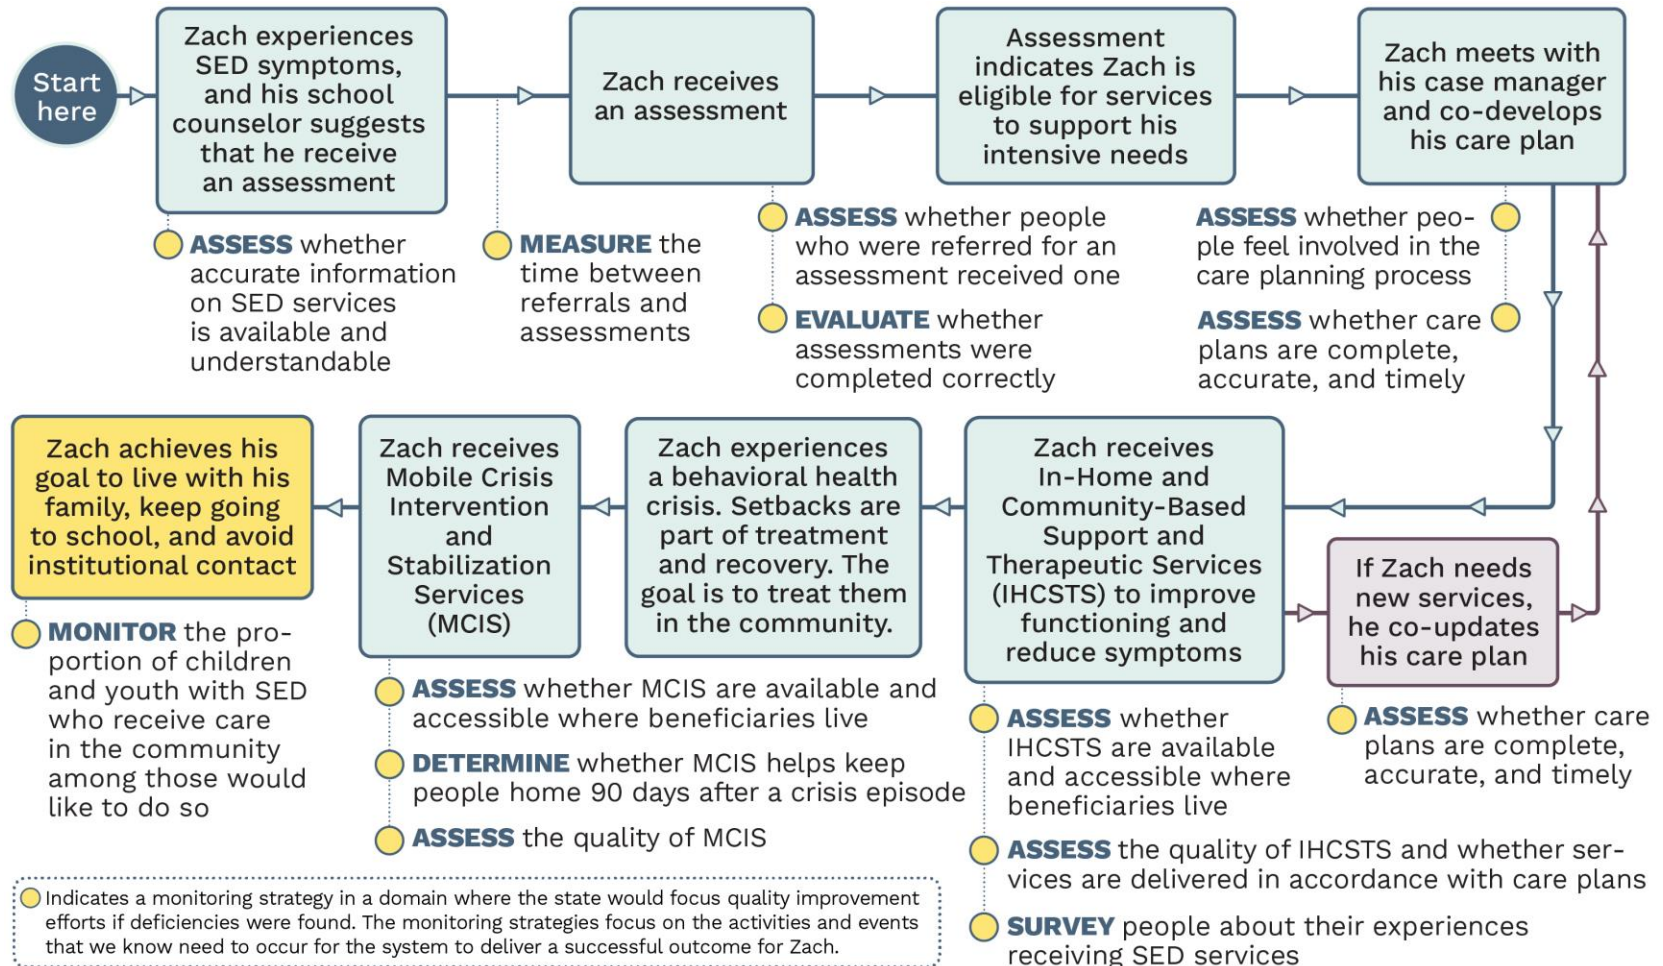 Start
here
Zach experiences
SED symptoms,
and his school
counselor suggests
that he receive
an assessment
Zach receives
an assessment
Assessment
indicates Zach is
eligible for services
to support his
intensive needs
Zach meets with
his case manager
and co-develops
his care plan
ASSESS whether
accurate information
on SED services
is available and
understandable
MEASURE the
time between
referrals and
assessments
ASSESS whether people
who were referred for an
assessment received one
EVALUATE whether
assessments were
completed correctly
ASSESS whether peo-
ple feel involved in the
care planning process
ASSESS whether care
plans are complete,
accurate, and timely
Zach achieves his
goal to live with his
family, keep going
to school, and avoid
institutional contact
Zach receives
Mobile Crisis
Intervention
and
Stabilization
Services
(MCIS)
Zach experiences
a behavioral health
crisis. Setbacks are
part of treatment
and recovery. The
goal is to treat them
in the community.
Zach receives
In-Home and
Community-Based
Support and
Therapeutic Services
(IHCSTS) to improve
functioning and
reduce symptoms
If Zach needs
new services,
he co-updates
his care plan
MONITOR the pro-
portion of children
and youth with SED
who receive care
in the community
among those would
like to do so
ASSESS whether MCIS are available and
accessible where beneficiaries live
DETERMINE whether MCIS helps keep
people home 90 days after a crisis episode
ASSESS the quality of MCIS
ASSESS whether
IHCSTS are available
and accessible where
beneficiaries live
ASSESS the quality of IHCSTS and whether ser-
vices are delivered in accordance with care plans
SURVEY people about their experiences
receiving SED services
ASSESS whether care
plans are complete,
accurate, and timely
Indicates a monitoring strategy in a domain where the state would focus quality improvement
efforts if deficiencies were found. The monitoring strategies focus on the activities and events
that we know need to occur for the system to deliver a successful outcome for Zach.